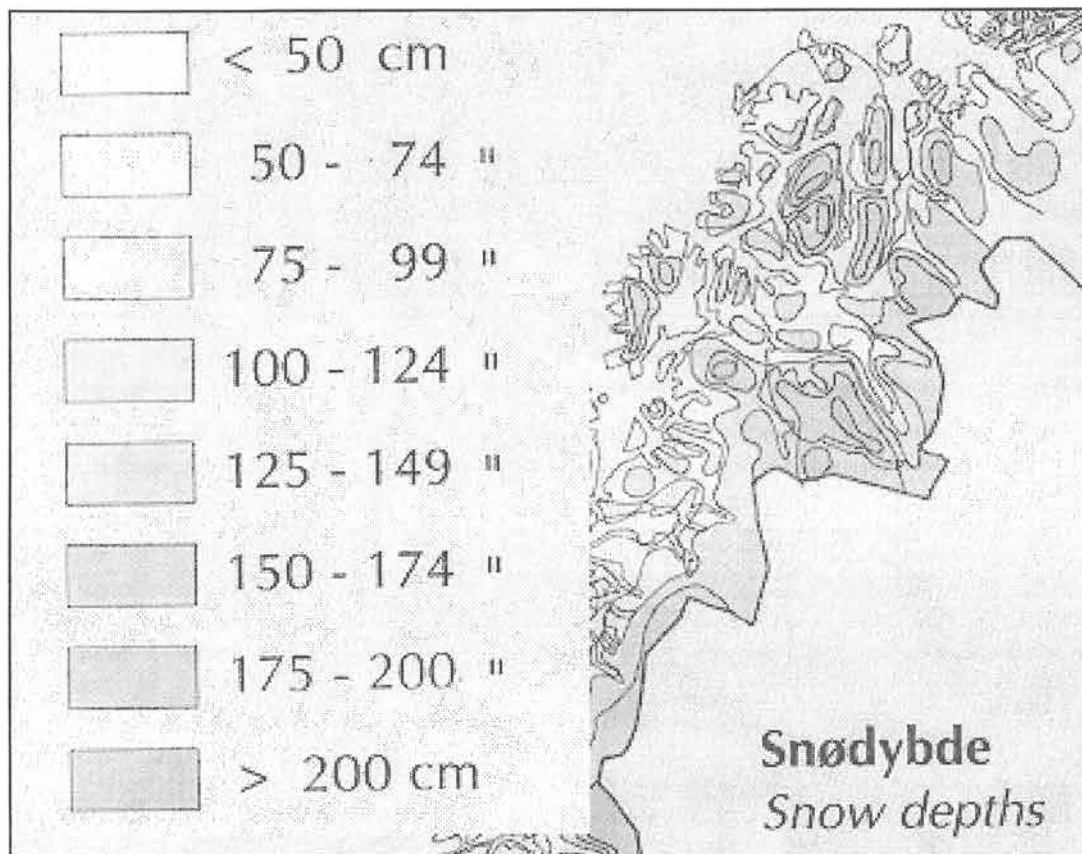 < 50 cm
50 - 74 "
75 - 99 "
100 - 124 "
125 - 149 "
150 - 174 "
175 - 200 "
> 200 cm
Snødybde
Snow depths